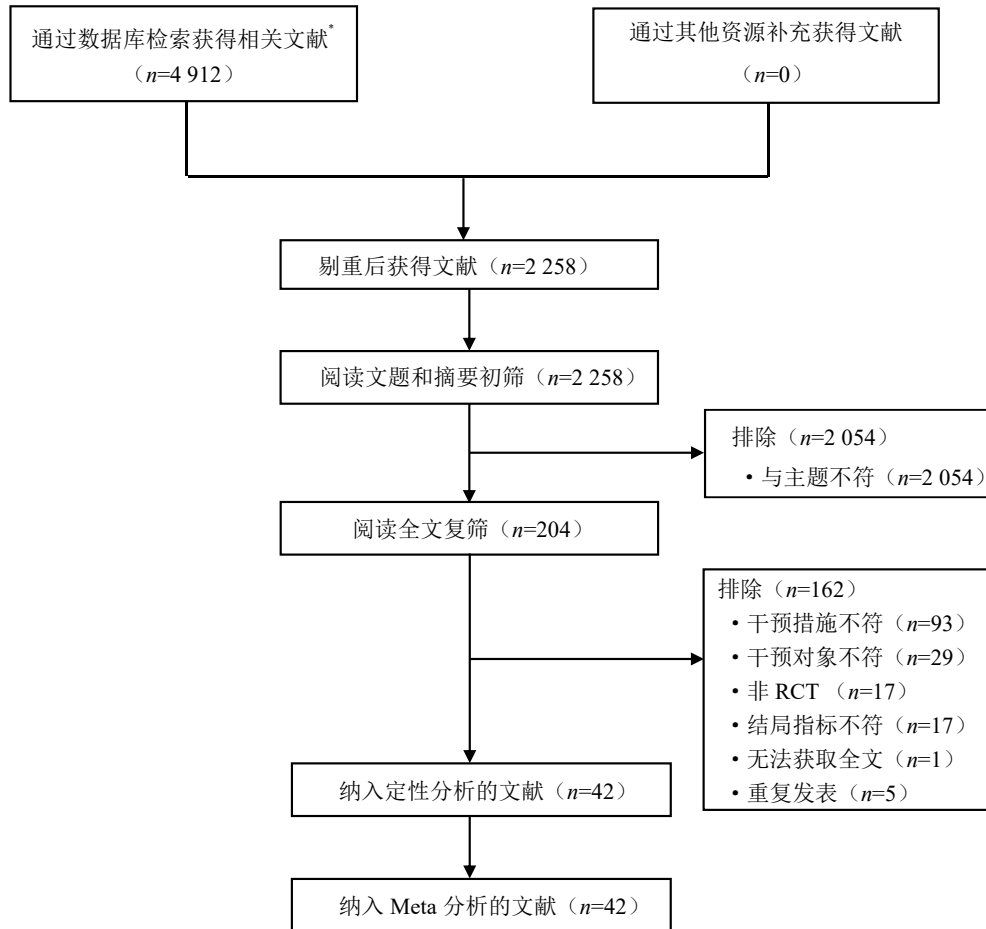 通过数据库检索获得相关文献*
（n=4 912）
通过其他资源补充获得文献
（n=0）
剔重后获得文献（n=2 258）
阅读文题和摘要初筛（n=2 258）
排除（n=2 054）
・与主题不符（n=2 054）
阅读全文复筛（n=204）
排除（n=162）
・干预措施不符（n=93）
・干预对象不符（n=29）
・非 RCT （n=17）
・结局指标不符（n=17）
・无法获取全文（n=1）
・重复发表（n=5）
纳入定性分析的文献（n=42）
纳入 Meta 分析的文献（n=42）